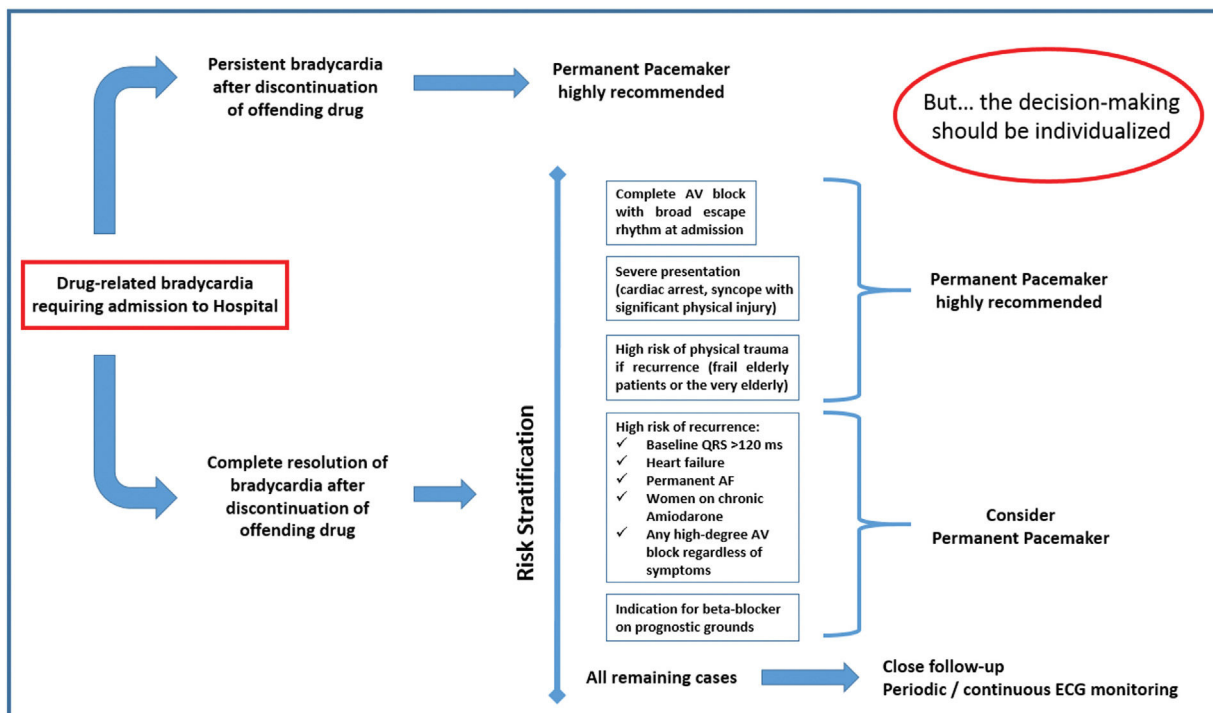 Persistent bradycardia
after discontinuation
of offending drug
Permanent Pacemaker
highly recommended
But... the decision-making
should be individualized
Drug-related bradycardia
requiring admission to Hospital
Complete resolution of
bradycardia after
discontinuation of
offending drug
Risk Stratification
Complete AV block
with broad escape
rhythm at admission
Severe presentation
(cardiac arrest, syncope with
significant physical injury)
High risk of physical trauma
if recurrence (frail elderly
patients or the very elderly)
Permanent Pacemaker
highly recommended
High risk of recurrence:
✓ Baseline QRS >120 ms
✓ Heart failure
✓ Permanent AF
✓ Women on chronic
Amiodarone
✓ Any high-degree AV
block regardless of
symptoms
Indication for beta-blocker
on prognostic grounds
Consider
Permanent Pacemaker
All remaining cases
Close follow-up
Periodic / continuous ECG monitoring